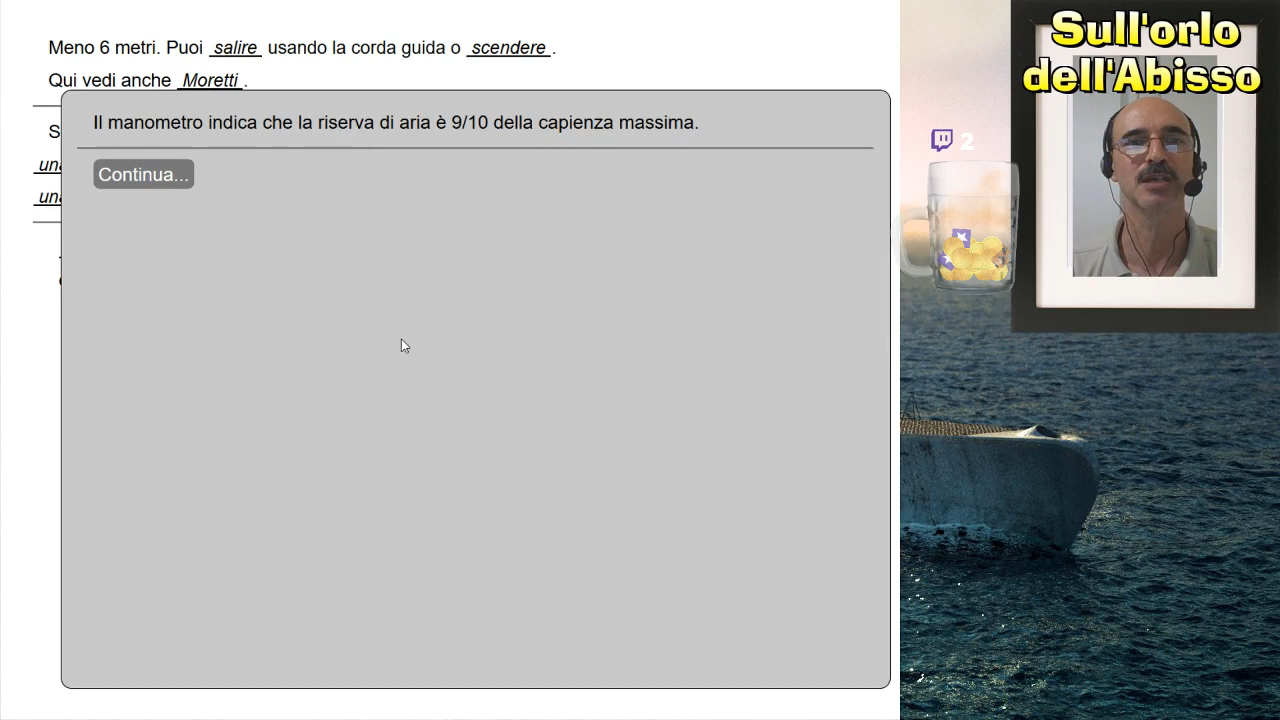 Meno 6 metri. Puoi salire usando la corda guida o scendere.
Qui vedi anche Moretti.
Il manometro indica che la riserva di aria è 9/10 della capienza massima.
Continua...
Sull'orlo
dell'Abisso
2